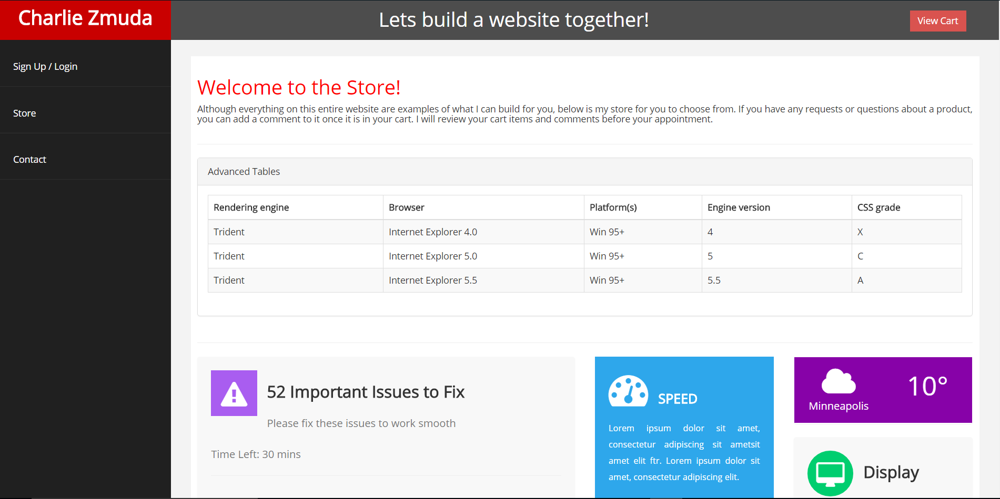 Charlie Zmuda
Lets build a website together!
View Cart
Sign Up / Login
Store
Contact
Welcome to the Store!
Although everything on this entire website are examples of what I can build for you, below is my store for you to choose from. If you have any requests or questions about a product,
you can add a comment to it once it is in your cart. I will review your cart items and comments before your appointment.
Advanced Tables
Rendering engine Browser Platform(s) Engine version CSS grade
Trident Internet Explorer 4.0 Win 95+ 4 X
Trident Internet Explorer 5.0 Win 95+ 5 C
Trident Internet Explorer 5.5 Win 95+ 5.5 A
52 Important Issues to Fix
Please fix these issues to work smooth
Time Left: 30 mins
SPEED
Lorem ipsum dolor sit amet,
consectetur adipiscing sit ametsit
amet elit ftr. Lorem ipsum dolor sit
amet, consectetur adipiscing elit.
10°
Minneapolis
Display